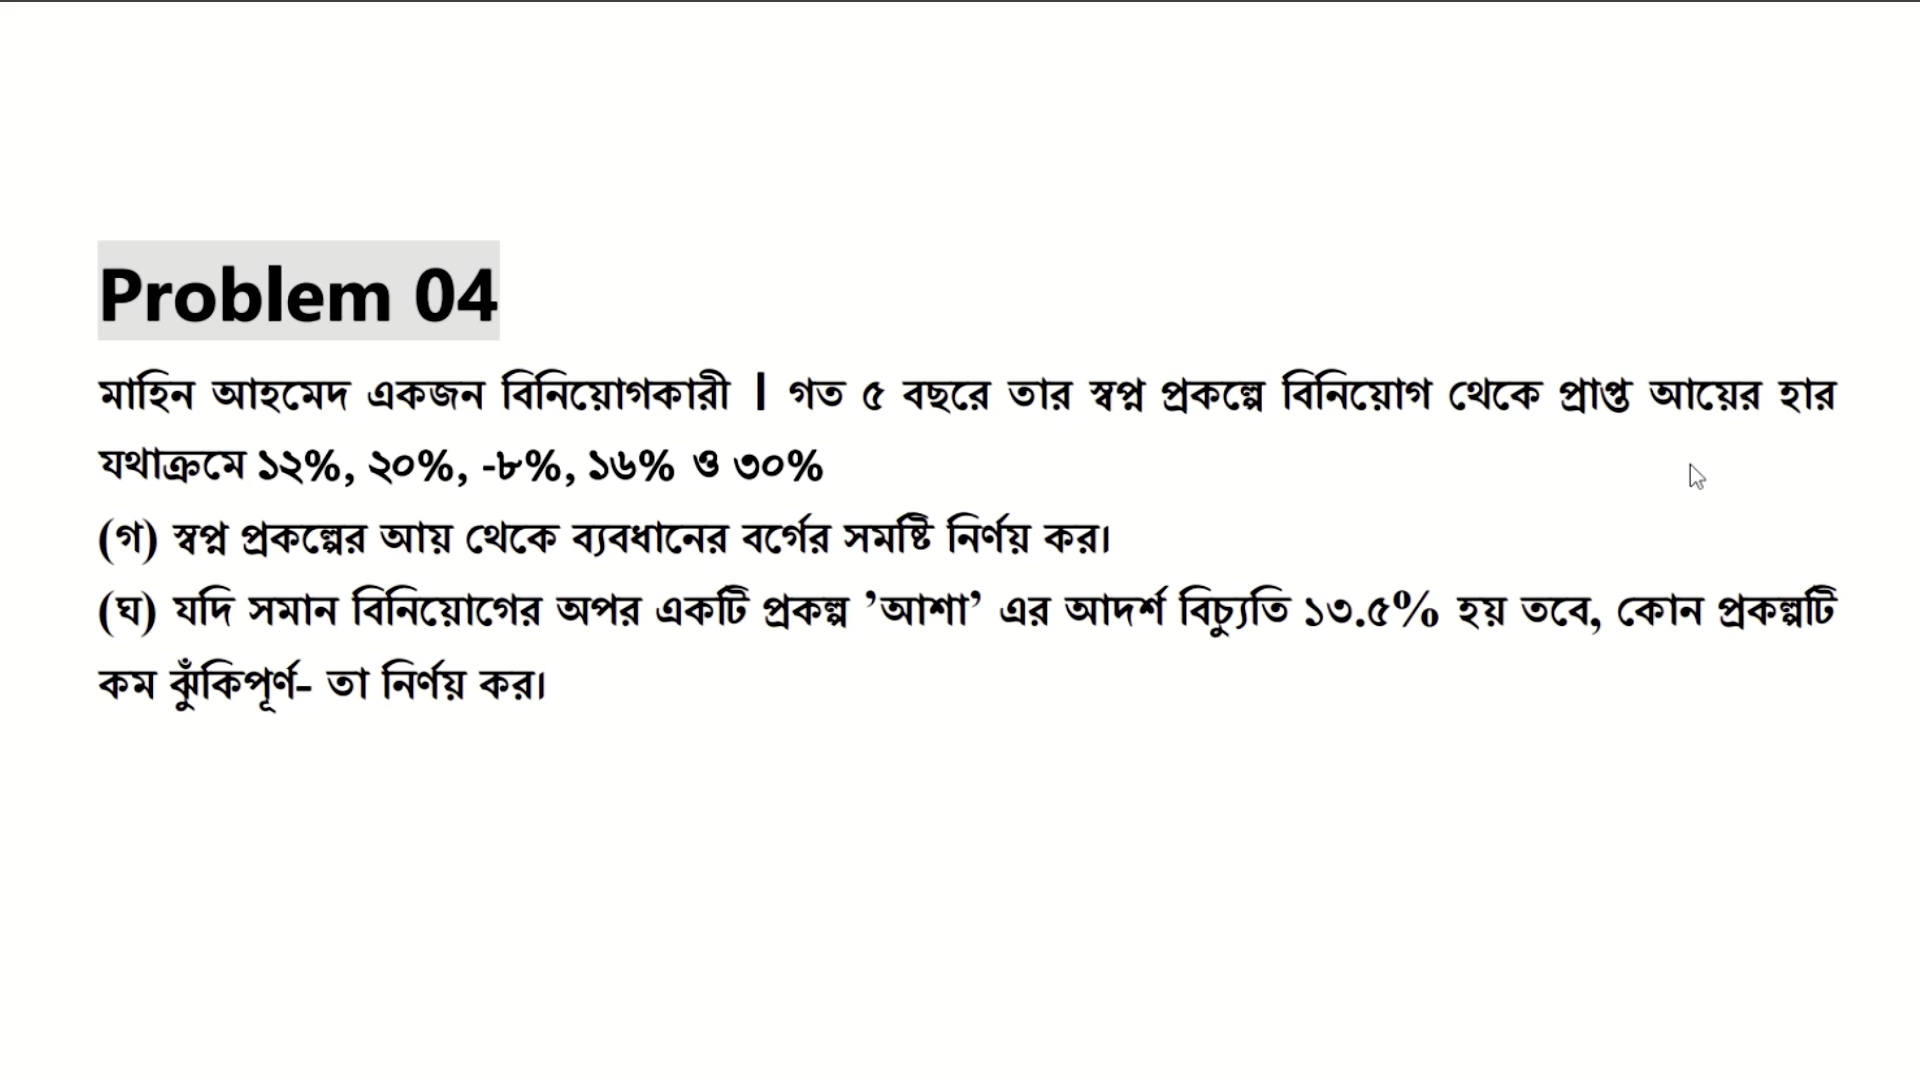 Problem 04
মাহিন আহমেদ একজন বিনিয়োগকারী । গত ৫ বছরে তার স্বপ্ন প্রকল্পে বিনিয়োগ থেকে প্রাপ্ত আয়ের হার
যথাক্রমে ১২%, ২০%, -৮%, ১৬% ও ৩০%
(গ) স্বপ্ন প্রকল্পের আয় থেকে ব্যবধানের বর্গের সমষ্টি নির্ণয় কর।
(ঘ) যদি সমান বিনিয়োগের অপর একটি প্রকল্প ’আশা’ এর আদর্শ বিচ্যুতি ১৩.৫% হয় তবে, কোন প্রকল্পটি
কম ঝুঁকিপূর্ণ- তা নির্ণয় কর।